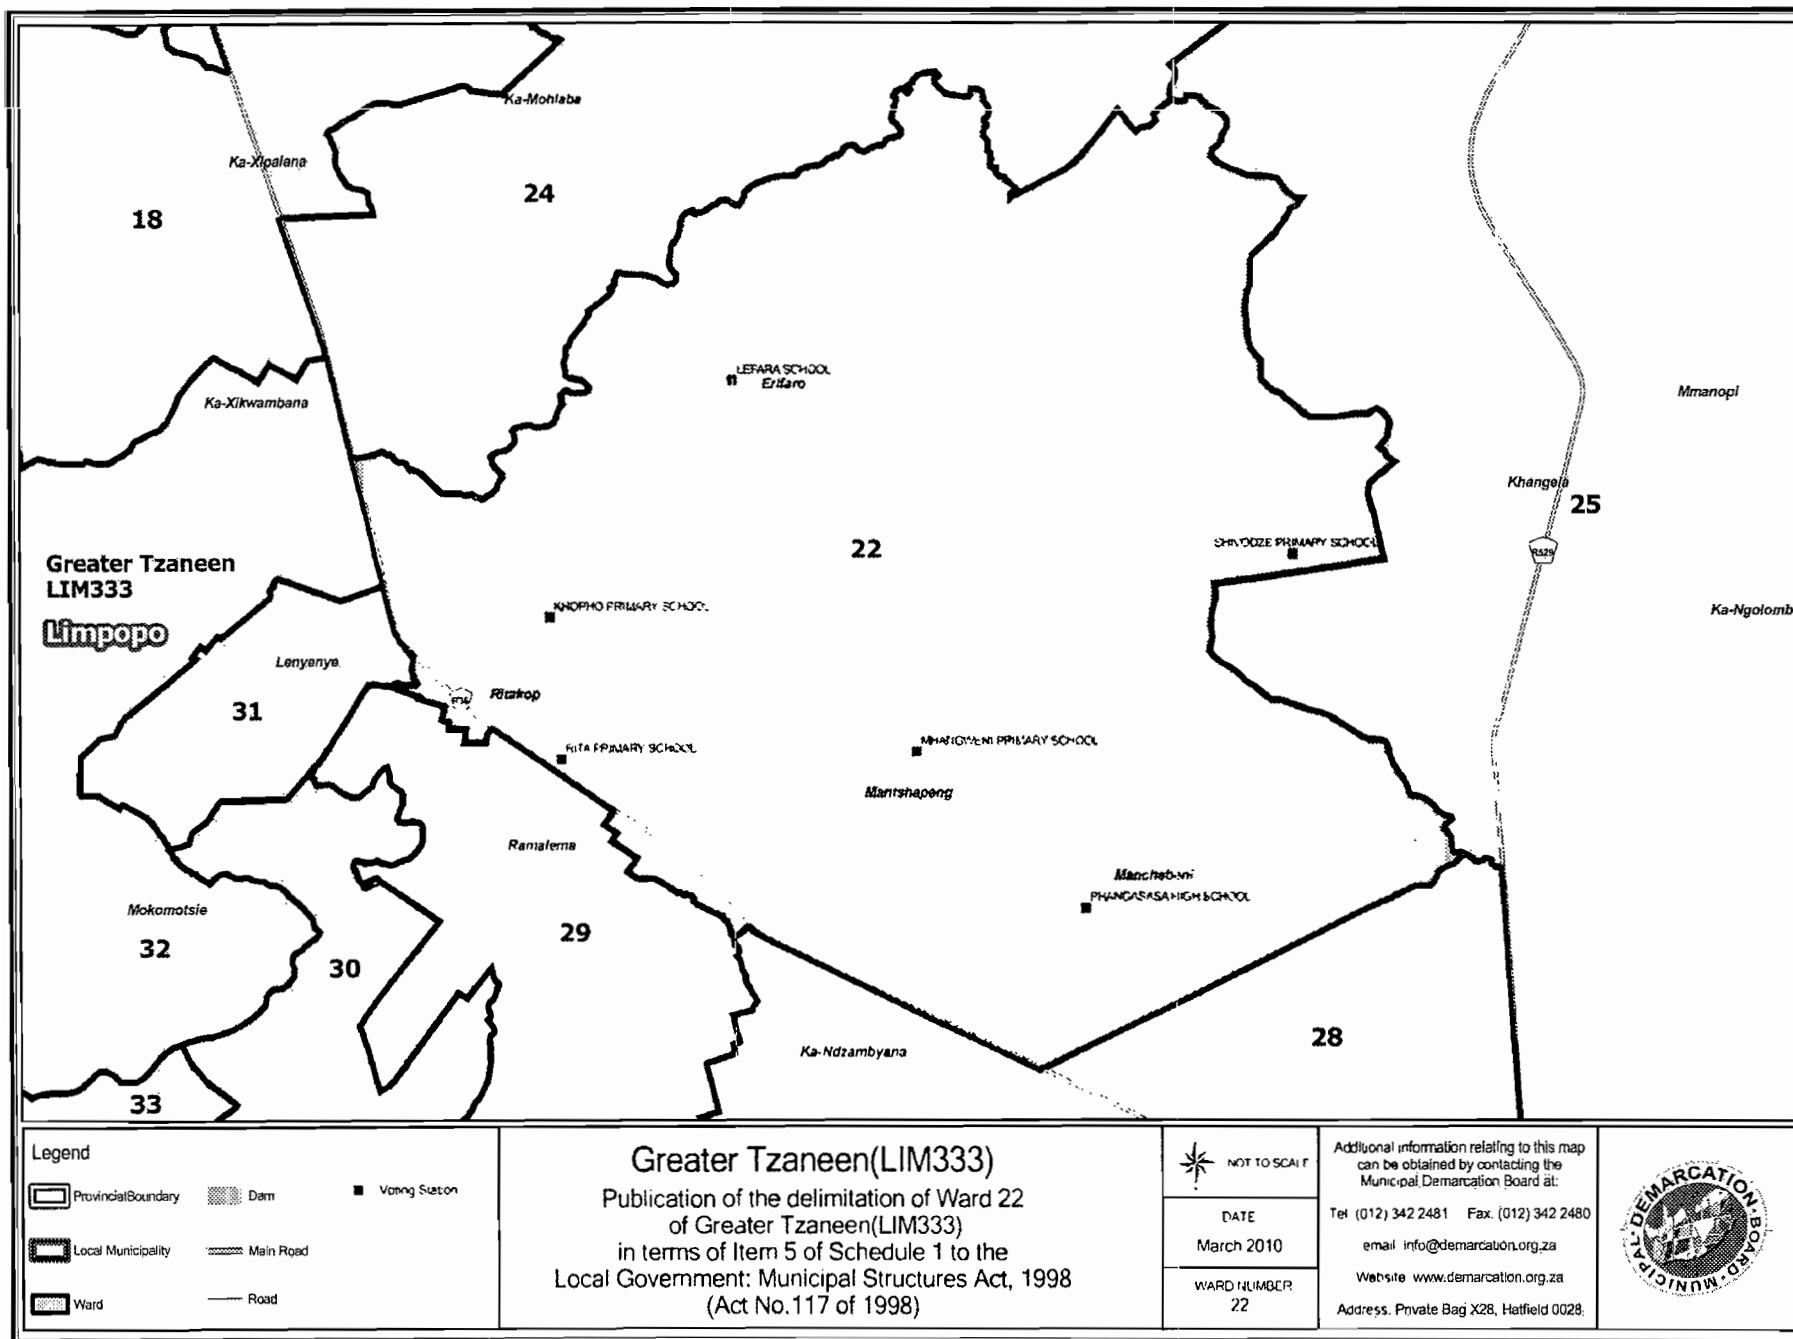 Ka-Mohlaba
Ka-Xipalana
24
18
LEFARA SCHOOL
Erifaro
Mmanopi
Ka-Xikwambana
Khangela
25
22
SHIVODZE PRIMARY SCHOOL
R529
Greater Tzaneen
LIM333
Limpopo
KHOPHO PRIMARY SCHOOL
Ka-Ngolomb
Lenyenye
31
R36
Ritakop
RITA PRIMARY SCHOOL
MHANGWENI PRIMARY SCHOOL
Mantshapeng
Ramalema
PHANGASASA HIGH SCHOOL
Mokomotsie
32
29
30
28
Ka-Ndzambyana
33
Legend
ProvincialBoundary
Dam
Voting Station
Local Municipality
Main Road
Ward
Road
Greater Tzaneen(LIM333)
Publication of the delimitation of Ward 22
of Greater Tzaneen(LIM333)
in terms of Item 5 of Schedule 1 to the
Local Government: Municipal Structures Act, 1998
(Act No.117 of 1998)
NOT TO SCALE
DATE
March 2010
WARD NUMBER
22
Additional information relating to this map
can be obtained by contacting the
Municipal Demarcation Board at:
Tel (012) 342 2481 Fax. (012) 342 2480
email info@demarcation.org.za
Website www.demarcation.org.za
Address. Private Bag X28, Hatfield 0028
MUNICIPAL DEMARCATION BOARD